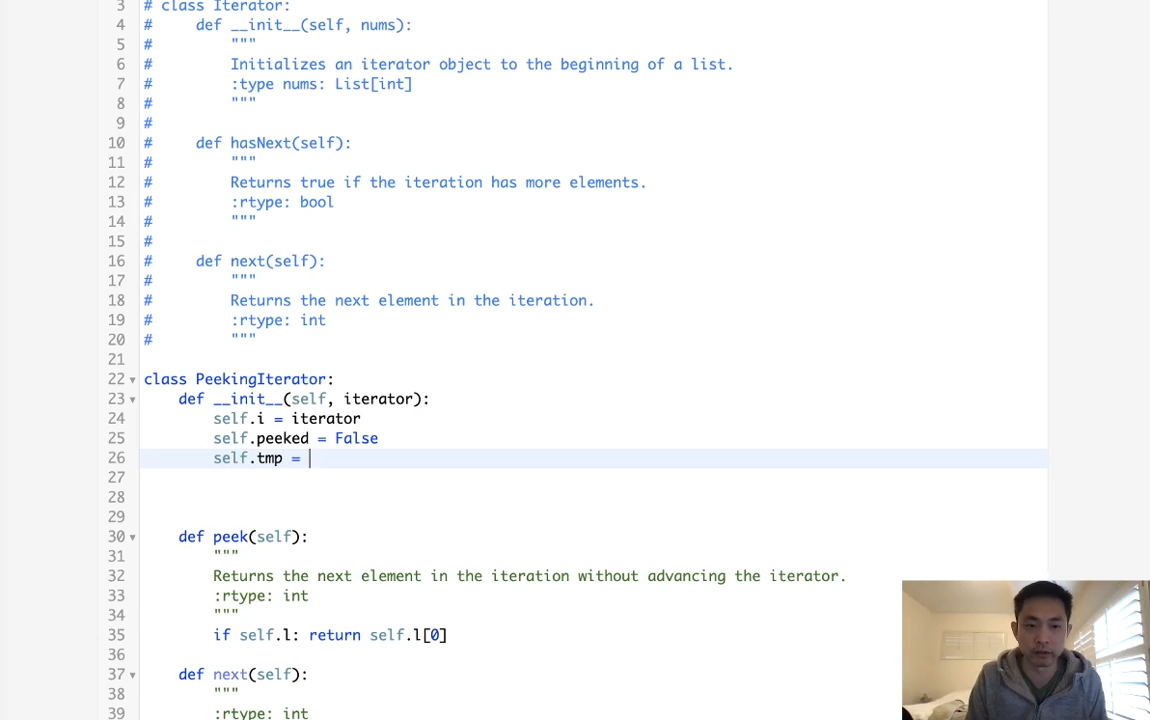 3 # class Iterator:
4 #     def __init__(self, nums):
5 #         """
6 #         Initializes an iterator object to the beginning of a list.
7 #         :type nums: List[int]
8 #         """
9 #
10 #     def hasNext(self):
11 #         """
12 #         Returns true if the iteration has more elements.
13 #         :rtype: bool
14 #         """
15 #
16 #     def next(self):
17 #         """
18 #         Returns the next element in the iteration.
19 #         :rtype: int
20 #         """
21
22 class PeekingIterator:
23     def __init__(self, iterator):
24         self.i = iterator
25         self.peeked = False
26         self.tmp =
27
28
29
30     def peek(self):
31         """
32         Returns the next element in the iteration without advancing the iterator.
33         :rtype: int
34         """
35         if self.l: return self.l[0]
36
37     def next(self):
38         """
39         :rtype: int